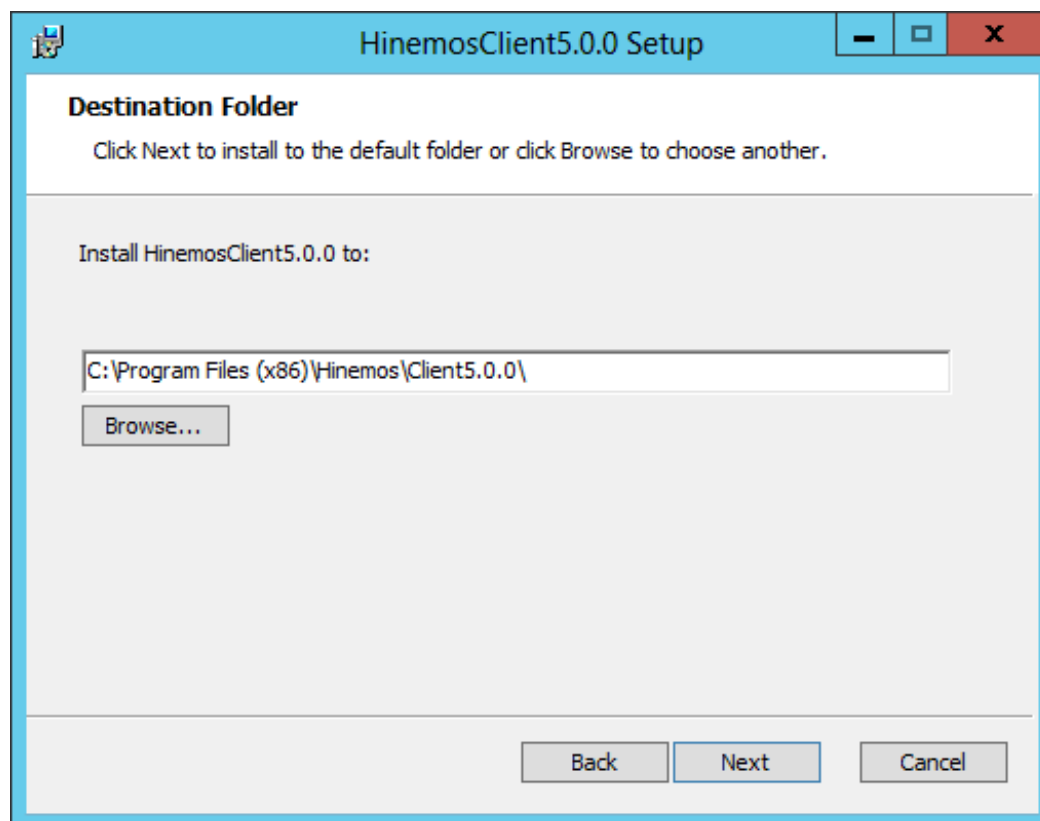 HinemosClient5.0.0 Setup
Destination Folder
Click Next to install to the default folder or click Browse to choose another.
Install HinemosClient5.0.0 to:
C:\Program Files (x86)\Hinemos\Client5.0.0\
Browse...
Back Next Cancel